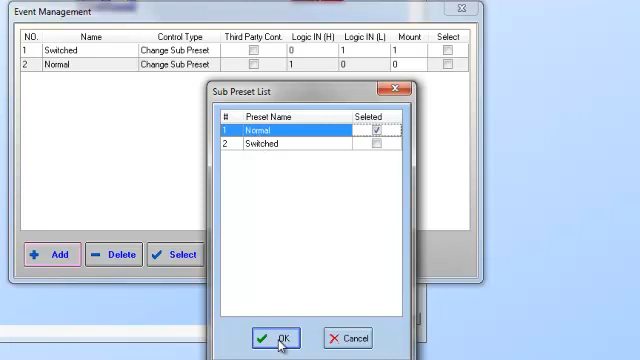 Event Management
NO. Name Control Type Third Party Cont. Logic IN (H) Logic IN (L) Mount Select
1 Switched Change Sub Preset 0 1 1
2 Normal Change Sub Preset 1 0 0
Sub Preset List
# Preset Name Seleted
1 Normal
2 Switched
Add Delete Select
OK Cancel